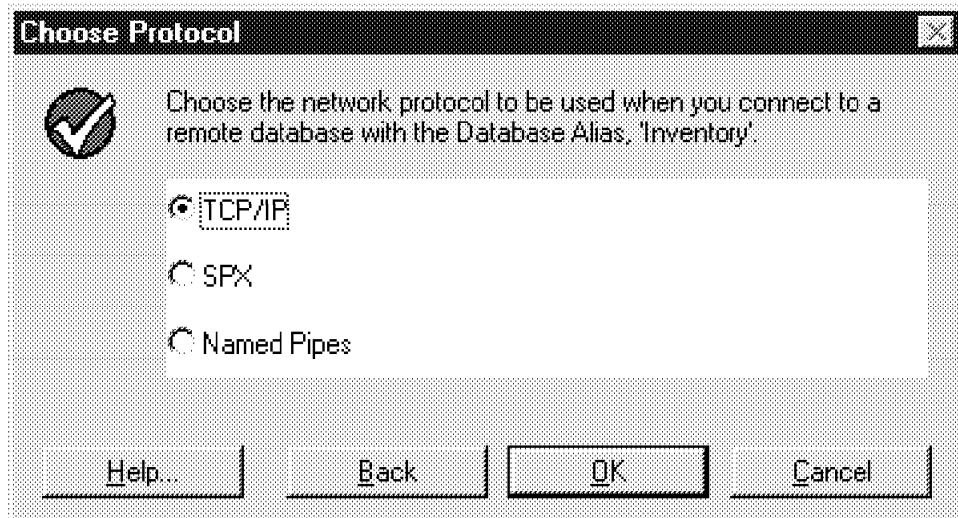 Choose Protocol
Choose the network protocol to be used when you connect to a
remote database with the Database Alias, 'Inventory'.
TCP/IP
SPX
Named Pipes
Help...
Back
OK
Cancel